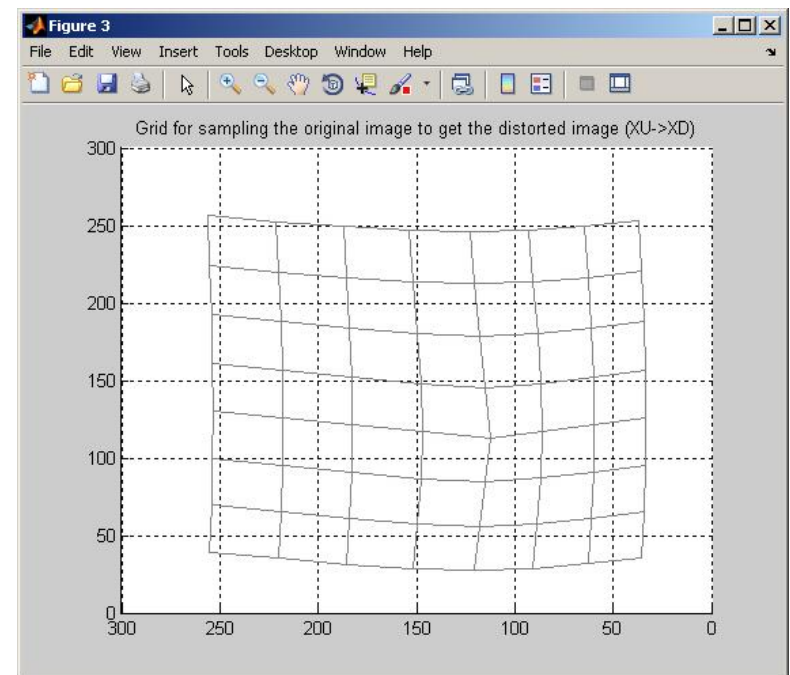 Figure 3
File Edit View Insert Tools Desktop Window Help
Grid for sampling the original image to get the distorted image (XU->XD)
300
250
200
150
100
50
0
300 250 200 150 100 50 0